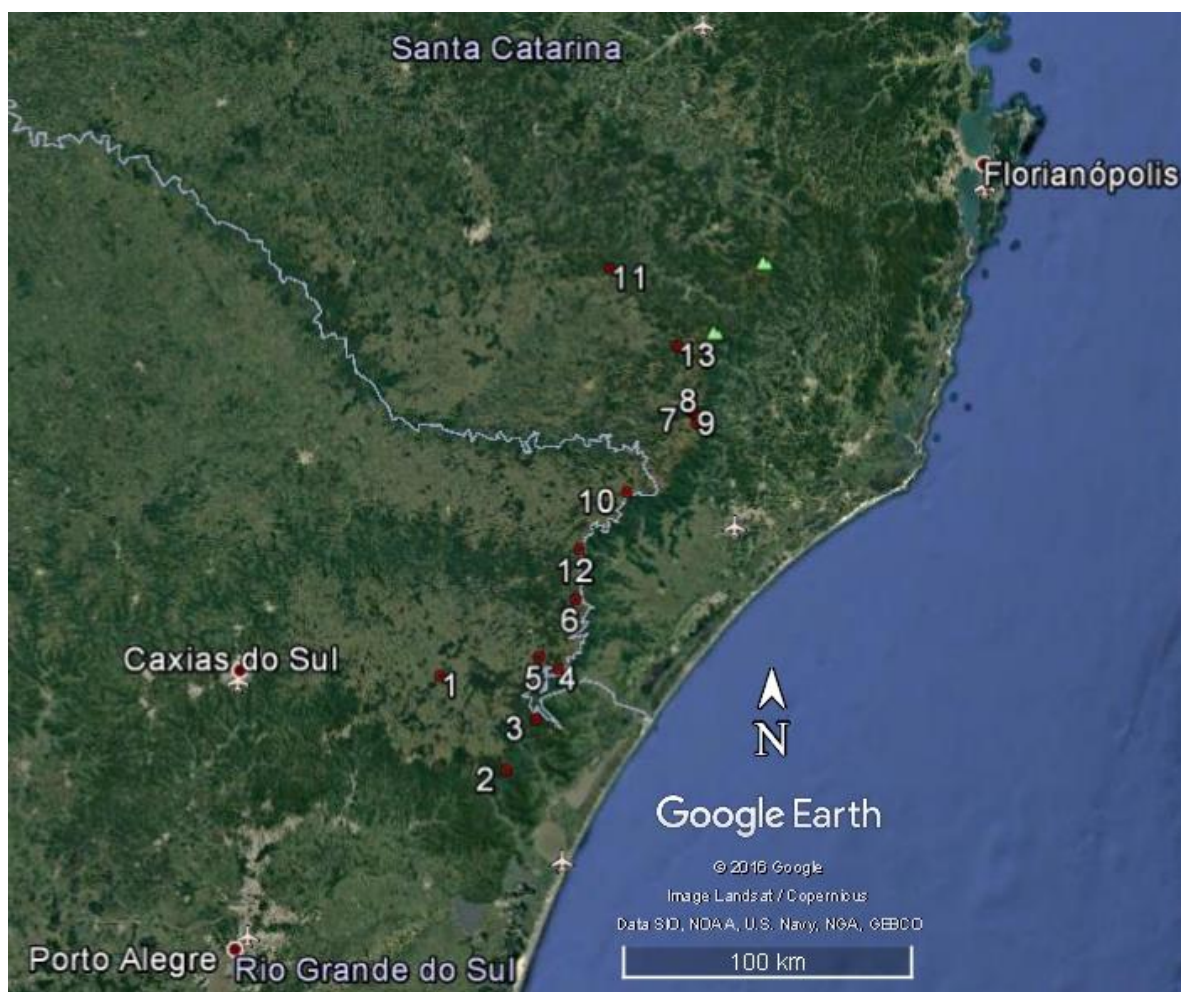 Santa Catarina
Florianópolis
11
13
8
7
9
10
12
6
Caxias do Sul
5
4
1
3
N
2
Google Earth
© 2016 Google
Image Landsat / Copernicus
Data SIO, NOAA, U.S. Navy, NGA, GEBCO
Porto Alegre
Rio Grande do Sul
100 km